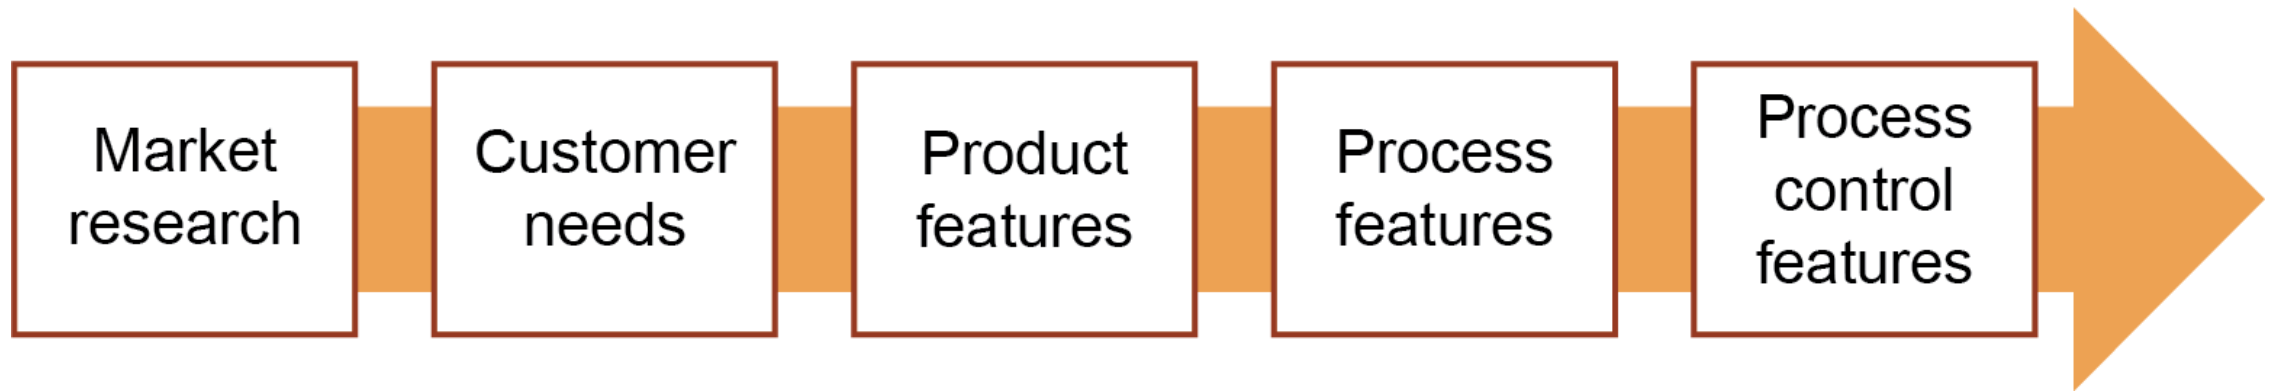 Market
research
Customer
needs
Product
features
Process
features
Process
control
features